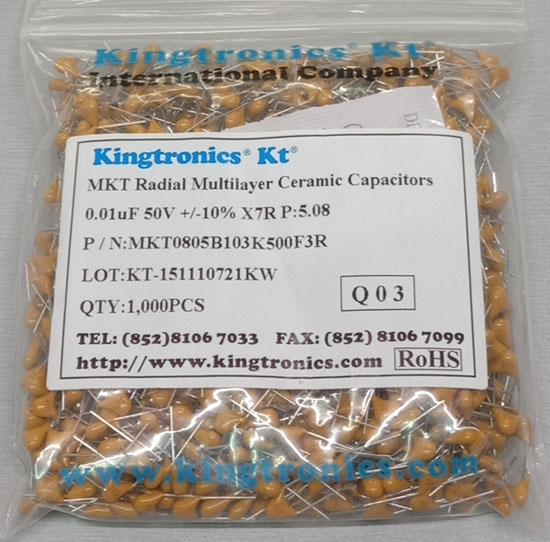 Kingtronics® Kt®
International Company
Kingtronics® Kt®
MKT Radial Multilayer Ceramic Capacitors
0.01uF 50V +/-10% X7R P:5.08
P / N:MKT0805B103K500F3R
LOT:KT-151110721KW
QTY:1,000PCS
Q 0 3
TEL: (852)8106 7033 FAX: (852) 8106 7099
http://www.kingtronics.com RoHS
www.kingtronics.com